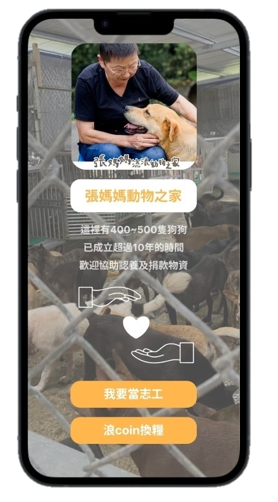 張媽媽流浪動物之家
張媽媽動物之家
這裡有400~500隻狗狗
已成立超過10年的時間
歡迎協助認養及捐款物資
我要當志工
浪coin換糧